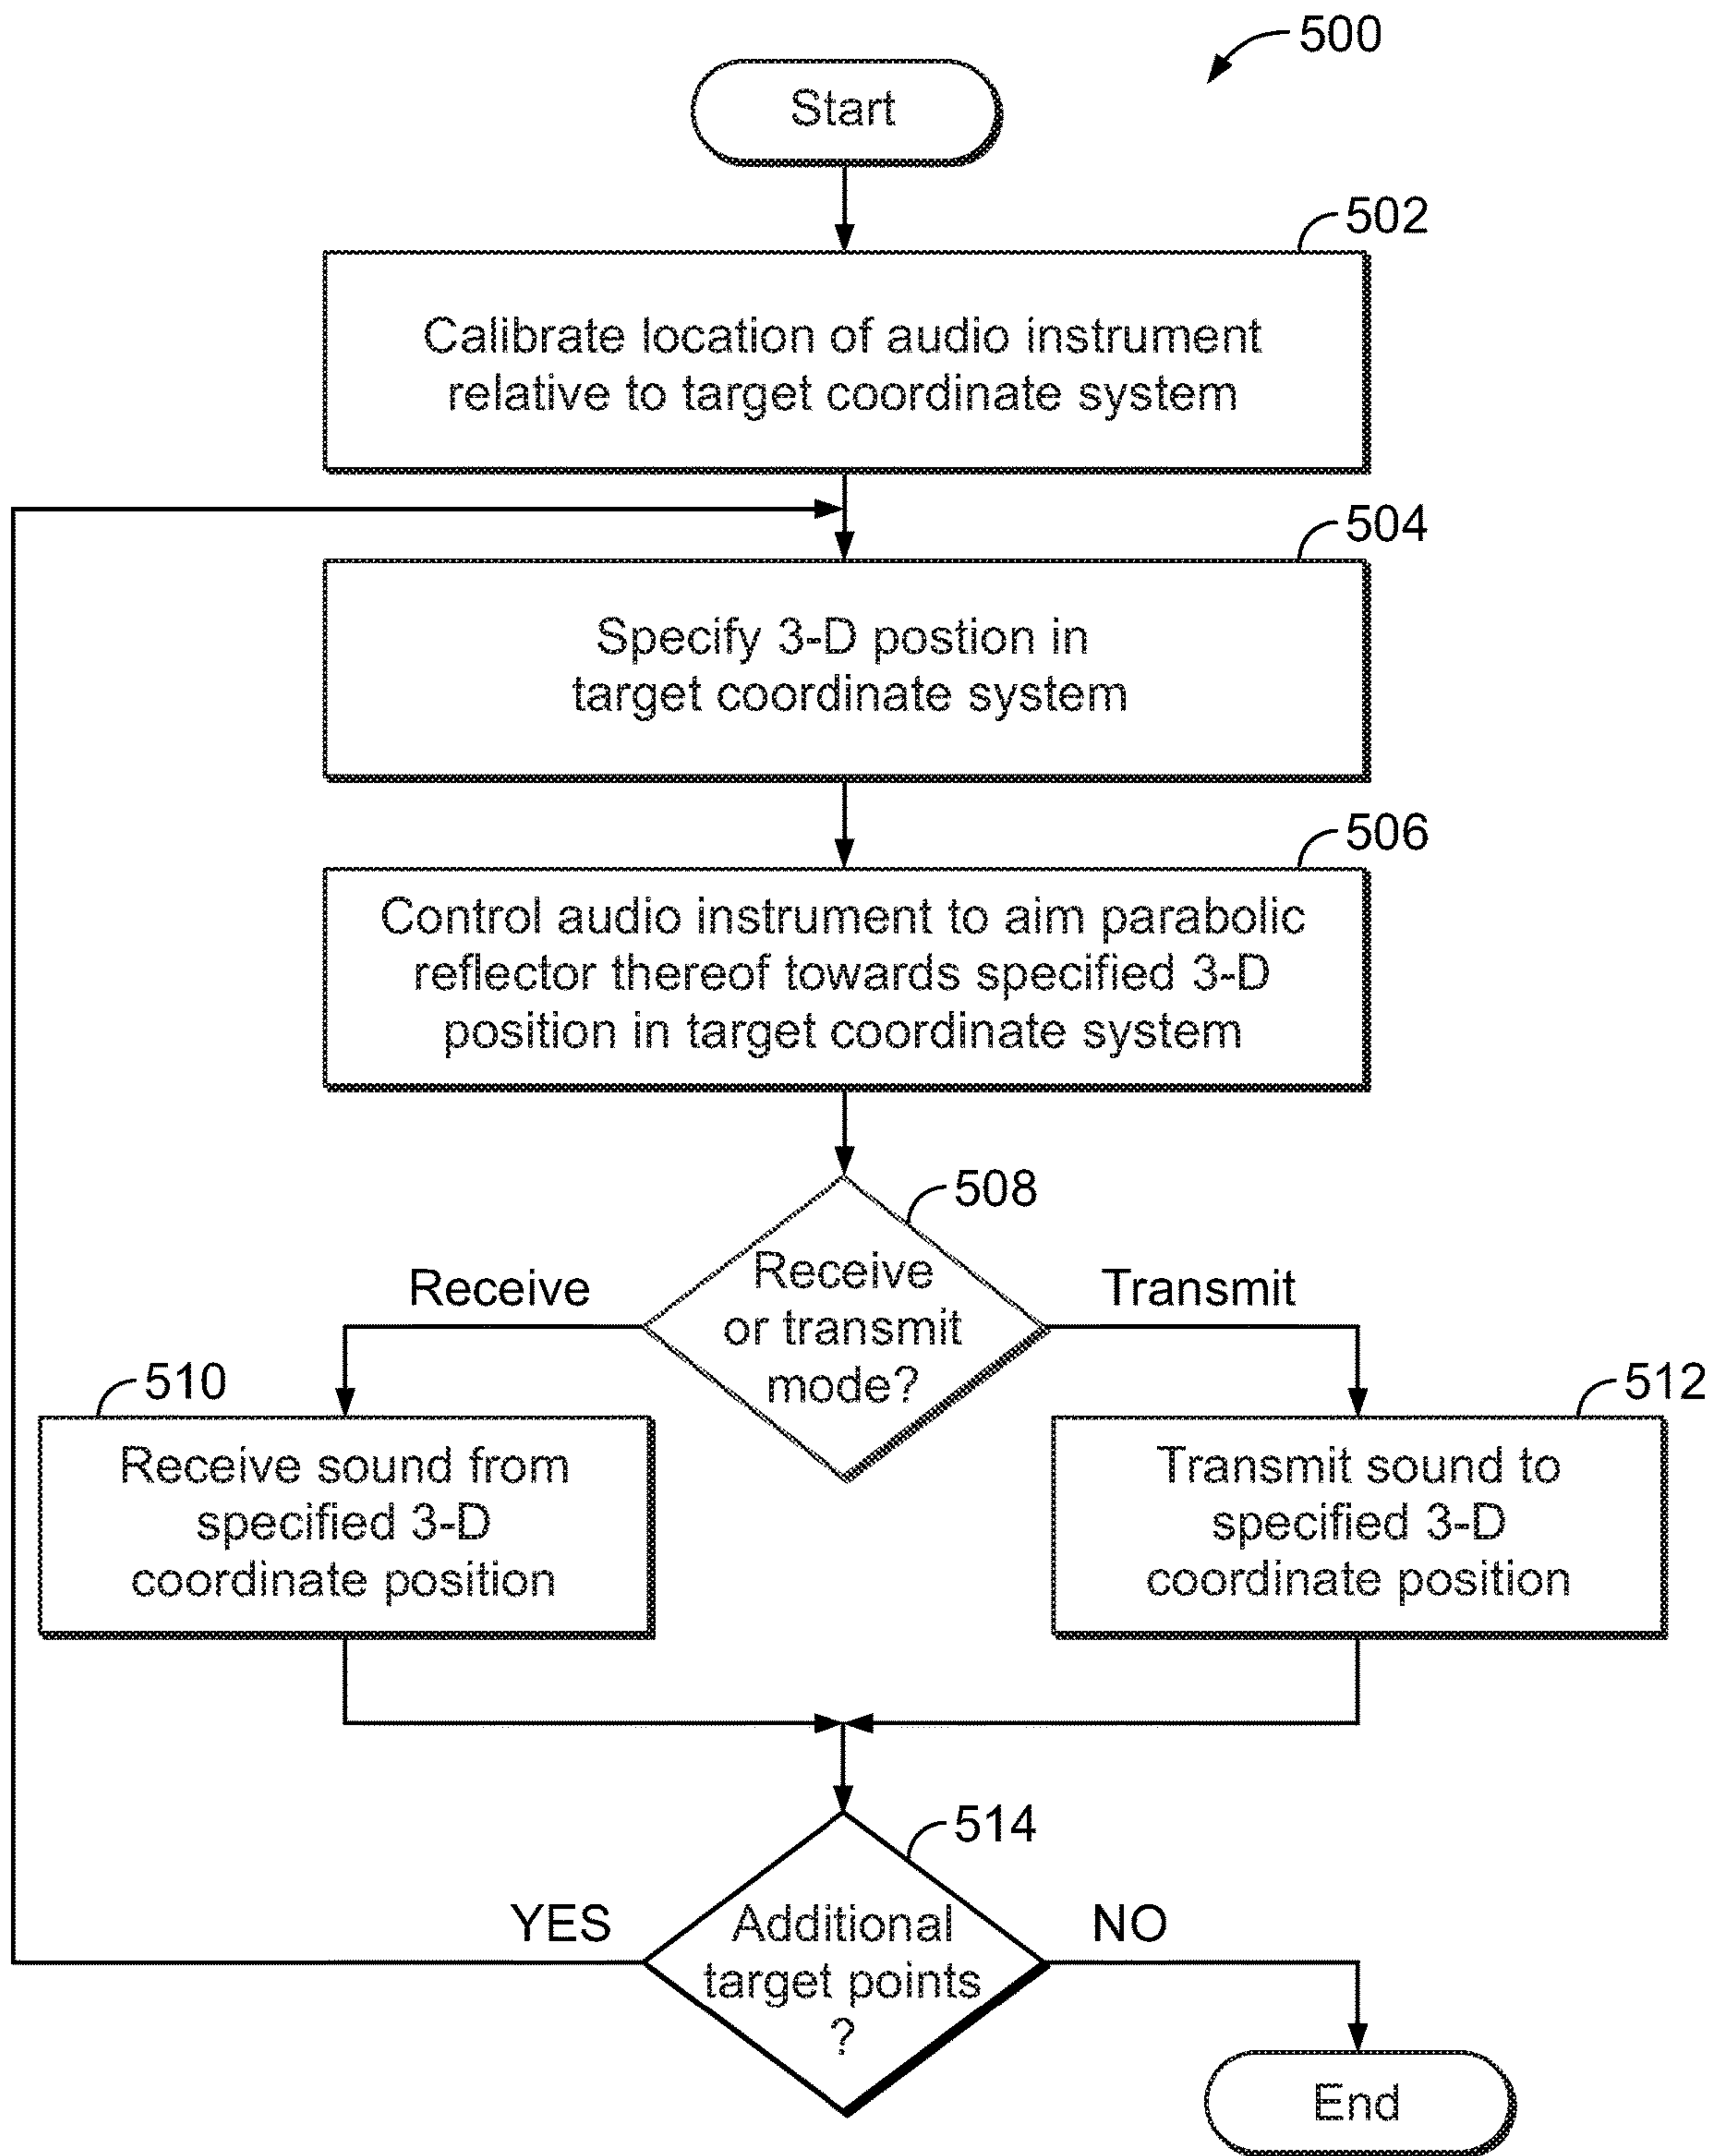 500
Start
502
Calibrate location of audio instrument
relative to target coordinate system
504
Specify 3-D postion in
target coordinate system
506
Control audio instrument to aim parabolic
reflector thereof towards specified 3-D
position in target coordinate system
508
Receive
or transmit
mode?
Receive
Transmit
510
Receive sound from
specified 3-D
coordinate position
512
Transmit sound to
specified 3-D
coordinate position
514
Additional
target points
?
YES
NO
End